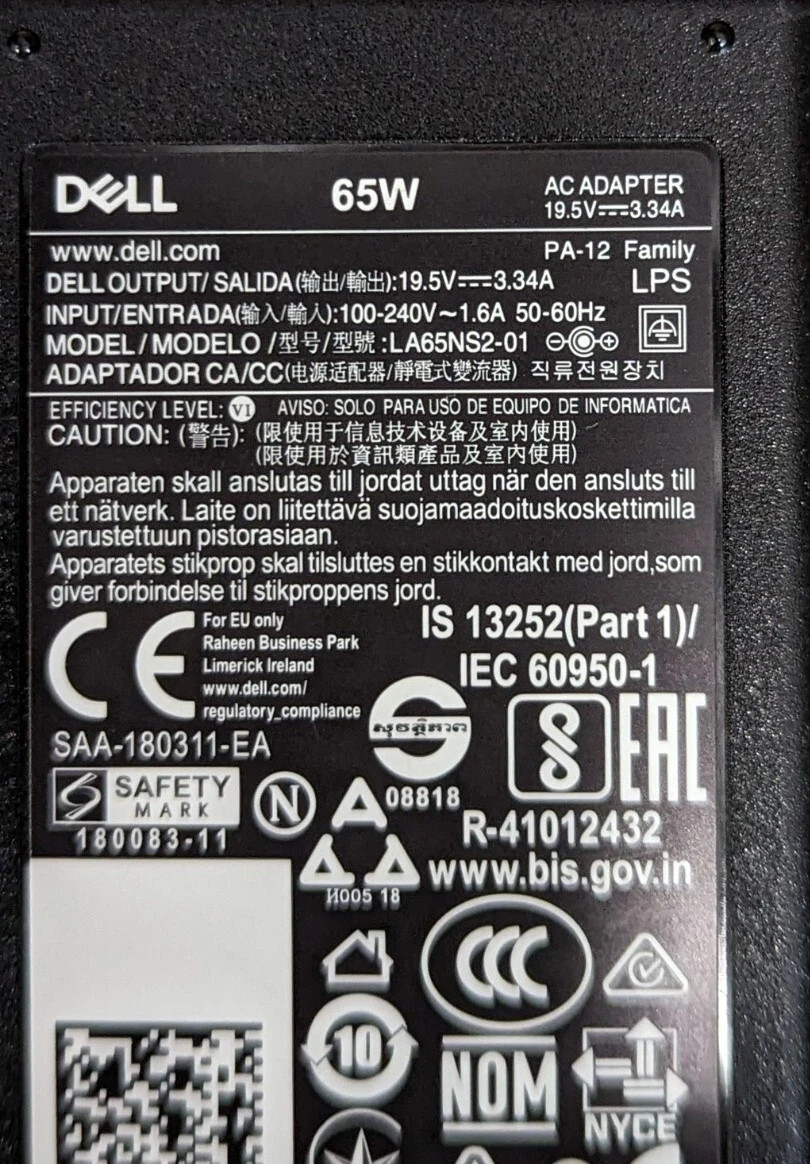 DELL 65W AC ADAPTER
19.5V⎓3.34A
www.dell.com PA-12 Family
DELL OUTPUT/ SALIDA(输出/輸出):19.5V⎓3.34A LPS
INPUT/ENTRADA(输入/輸入):100-240V~1.6A 50-60Hz
MODEL / MODELO /型号/型號 :LA65NS2-01
ADAPTADOR CA/CC(电源适配器/靜電式變流器) 직류전원장치
EFFICIENCY LEVEL: VI AVISO: SOLO PARA USO DE EQUIPO DE INFORMATICA
CAUTION: (警告): (限使用于信息技术设备及室内使用)
(限使用於資訊類產品及室內使用)
Apparaten skall anslutas till jordat uttag när den ansluts till
ett nätverk. Laite on liitettävä suojamaadoituskoskettimilla
varustettuun pistorasiaan.
Apparatets stikprop skal tilsluttes en stikkontakt med jord,som
giver forbindelse til stikproppens jord.
CE
For EU only
Raheen Business Park
Limerick Ireland
www.dell.com/
regulatory_compliance
IS 13252(Part 1)/
IEC 60950-1
SAA-180311-EA
សុវត្ថិភាព
EAC
SAFETY
MARK
180083-11
N
08818
R-41012432
www.bis.gov.in
И005 18
CCC
10
NOM
NYCE